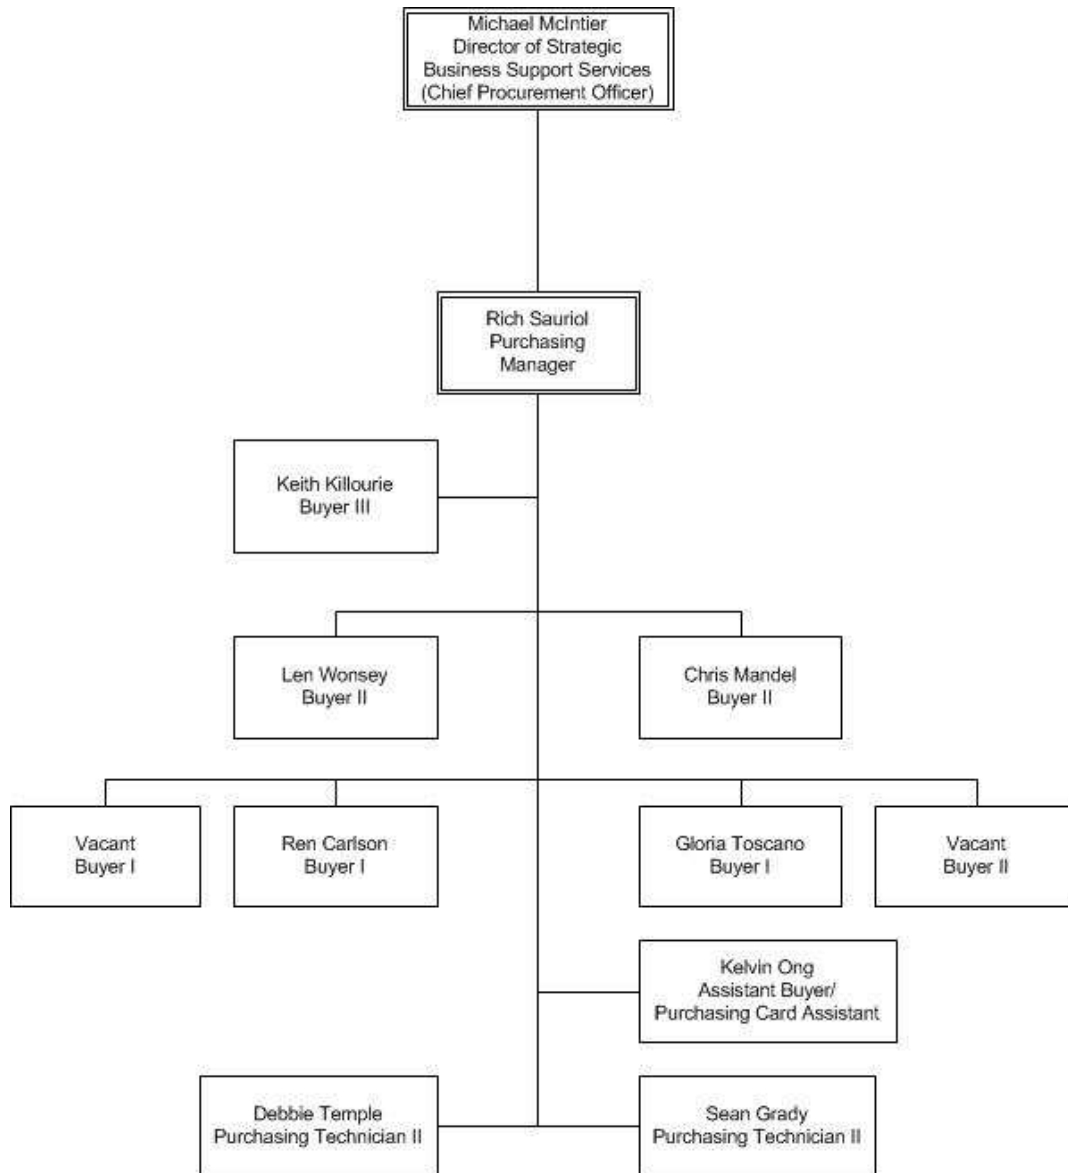 Michael McIntier
Director of Strategic
Business Support Services
(Chief Procurement Officer)
Rich Sauriol
Purchasing
Manager
Keith Killourie
Buyer III
Len Wonsey
Buyer II
Chris Mandel
Buyer II
Vacant
Buyer I
Ren Carlson
Buyer I
Gloria Toscano
Buyer I
Vacant
Buyer II
Kelvin Ong
Assistant Buyer/
Purchasing Card Assistant
Debbie Temple
Purchasing Technician II
Sean Grady
Purchasing Technician II